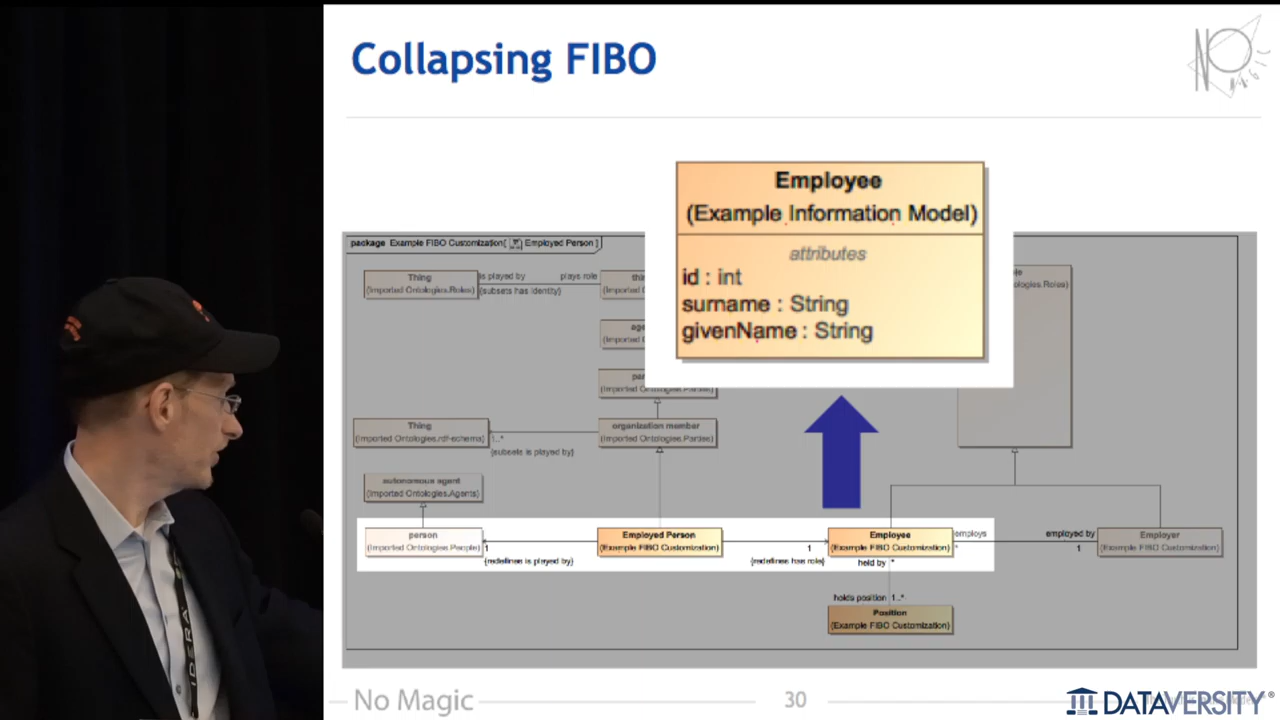 Collapsing FIBO
NO MAGIC
Employee
(Example Information Model)
attributes
id : int
surname : String
givenName : String
package Example FIBO Customization[ Employed Person ]
Thing
(Imported Ontologies.Roles)
is played by
plays role
{subsets has identity}
organization member
(Imported Ontologies.Parties)
Thing
(Imported Ontologies.rdf-schema)
1..*
{subsets is played by}
autonomous agent
(Imported Ontologies.Agents)
person
(Imported Ontologies.People)
1
{redefines is played by}
Employed Person
(Example FIBO Customization)
1
{redefines has role}
Employee
(Example FIBO Customization)
employs
*
employed by
1
Employer
(Example FIBO Customization)
held by *
holds position 1..*
Position
(Example FIBO Customization)
IDERA
No Magic
30
DATAVERSITY®